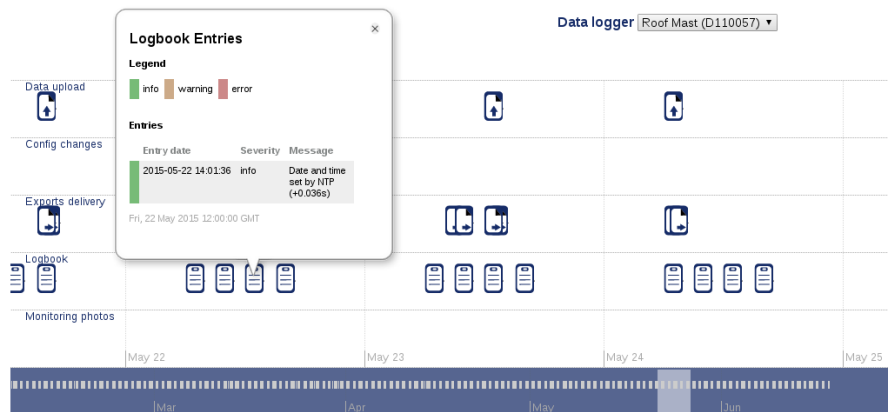 Data logger Roof Mast (D110057)
Logbook Entries
Legend
info warning error
Entries
Entry date Severity Message
2015-05-22 14:01:36 info Date and time
set by NTP
(+0.036s)
Fri, 22 May 2015 12:00:00 GMT
Data upload
Config changes
Exports delivery
Logbook
Monitoring photos
May 22 May 23 May 24 May 25
Mar Apr May Jun